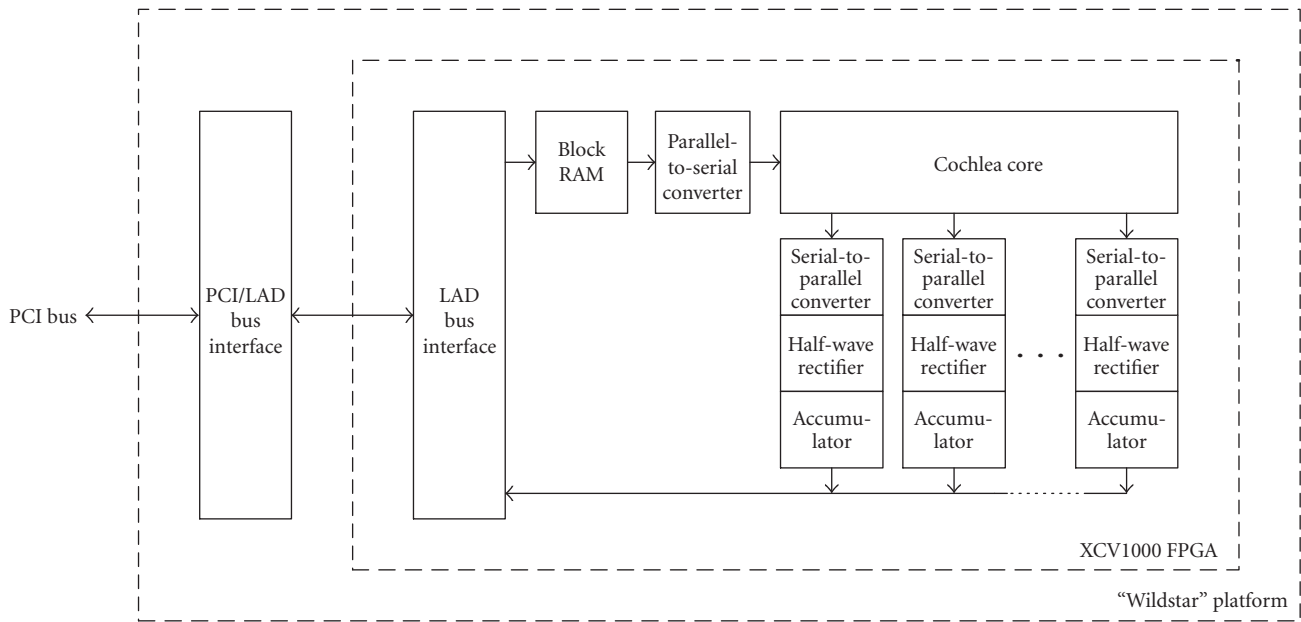 PCI bus
PCI/LAD
bus
interface
LAD
bus
interface
Block
RAM
Parallel-
to-serial
converter
Cochlea core
Serial-to-
parallel
converter
Half-wave
rectifier
Accumu-
lator
Serial-to-
parallel
converter
Half-wave
rectifier
Accumu-
lator
. . .
Serial-to-
parallel
converter
Half-wave
rectifier
Accumu-
lator
XCV1000 FPGA
“Wildstar” platform